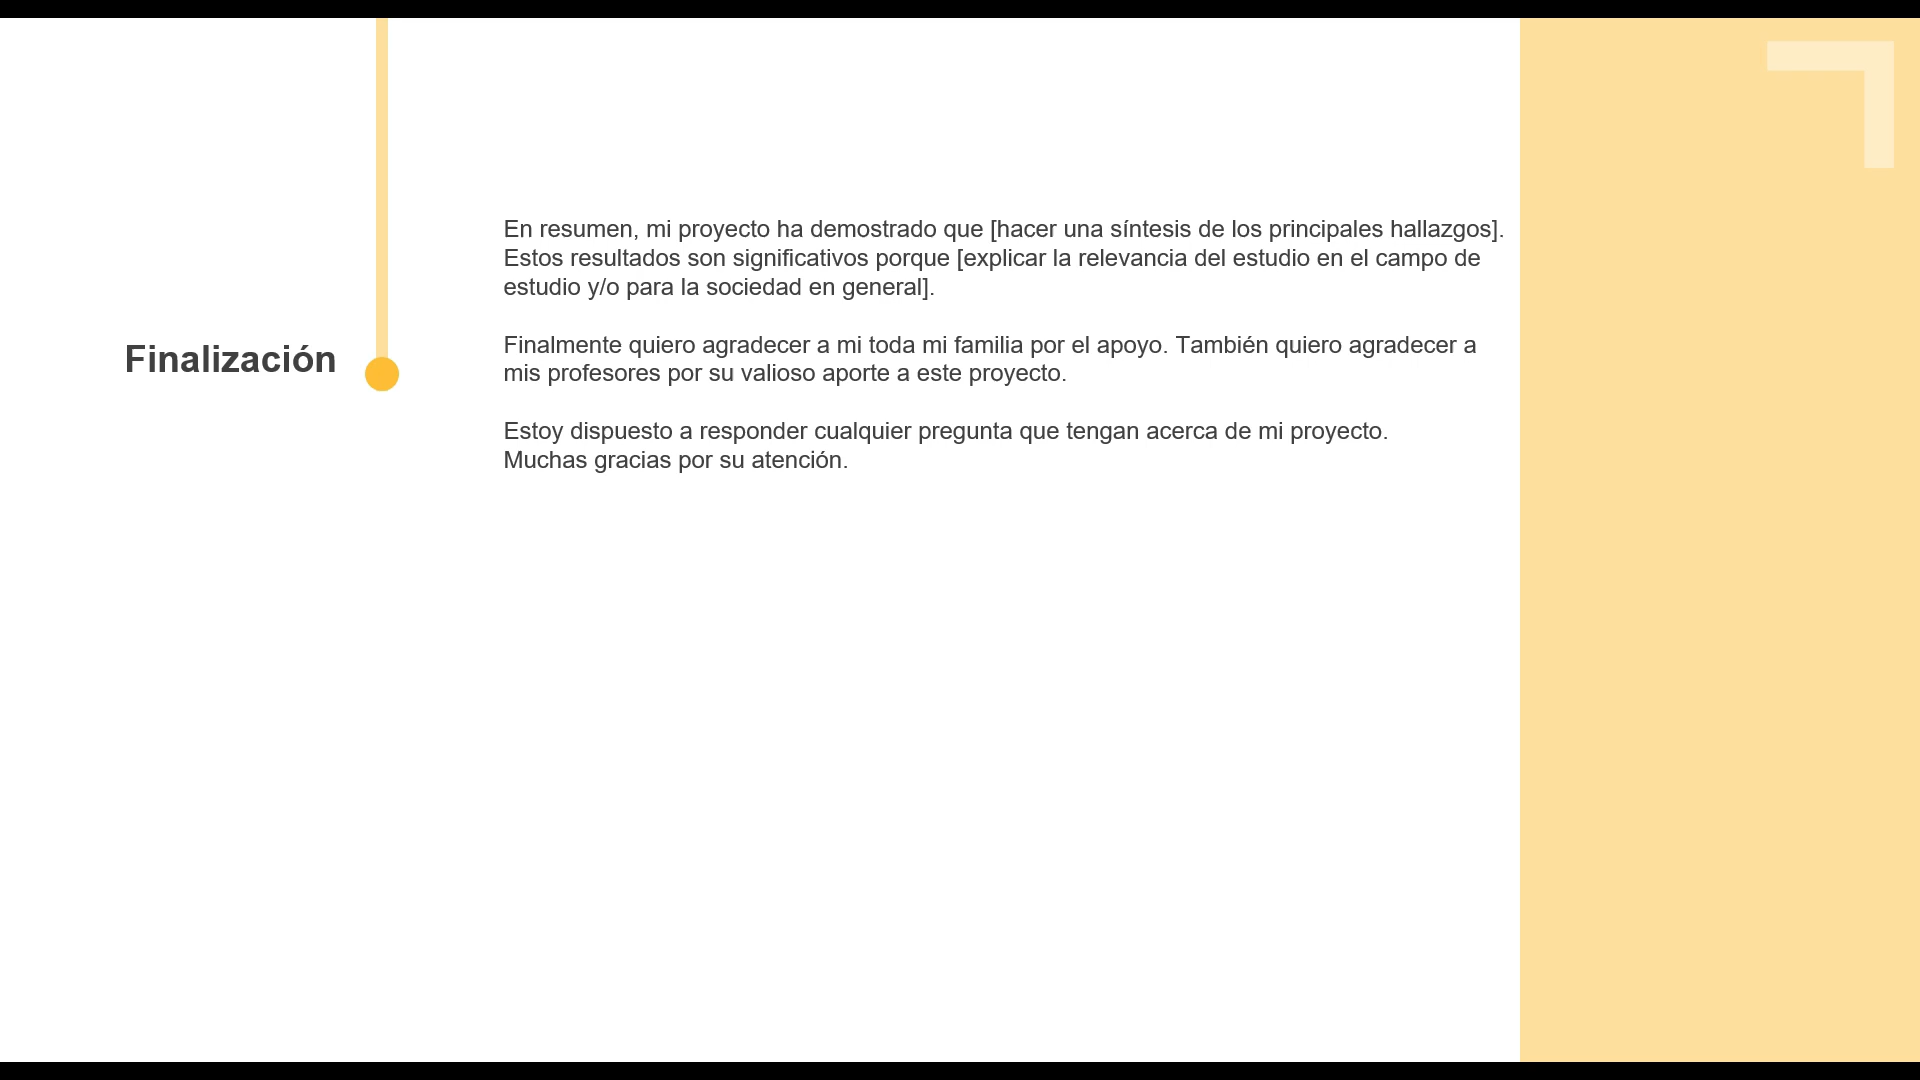 Finalización
En resumen, mi proyecto ha demostrado que [hacer una síntesis de los principales hallazgos].
Estos resultados son significativos porque [explicar la relevancia del estudio en el campo de
estudio y/o para la sociedad en general].
Finalmente quiero agradecer a mi toda mi familia por el apoyo. También quiero agradecer a
mis profesores por su valioso aporte a este proyecto.
Estoy dispuesto a responder cualquier pregunta que tengan acerca de mi proyecto.
Muchas gracias por su atención.